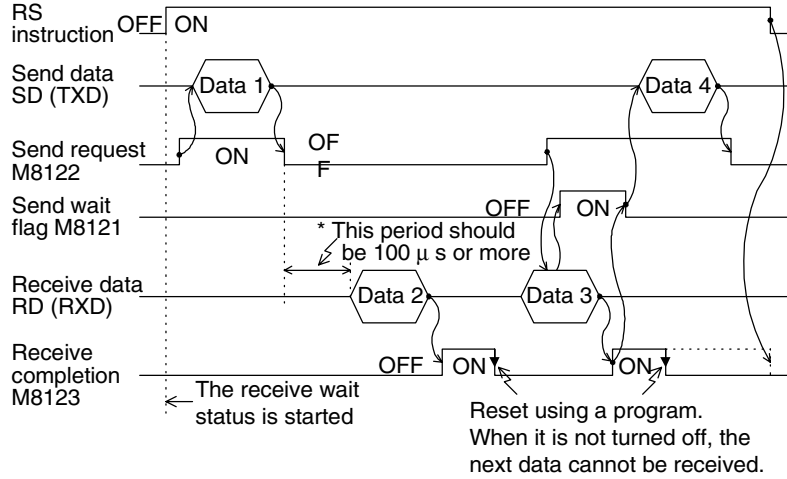 RS
instruction OFF ON
Send data
SD (TXD)
Data 1
Data 4
Send request
M8122
ON
OF
F
Send wait
flag M8121
OFF
ON
* This period should
be 100 μ s or more
Receive data
RD (RXD)
Data 2
Data 3
Receive
completion
M8123
OFF
ON
ON
The receive wait
status is started
Reset using a program.
When it is not turned off, the
next data cannot be received.